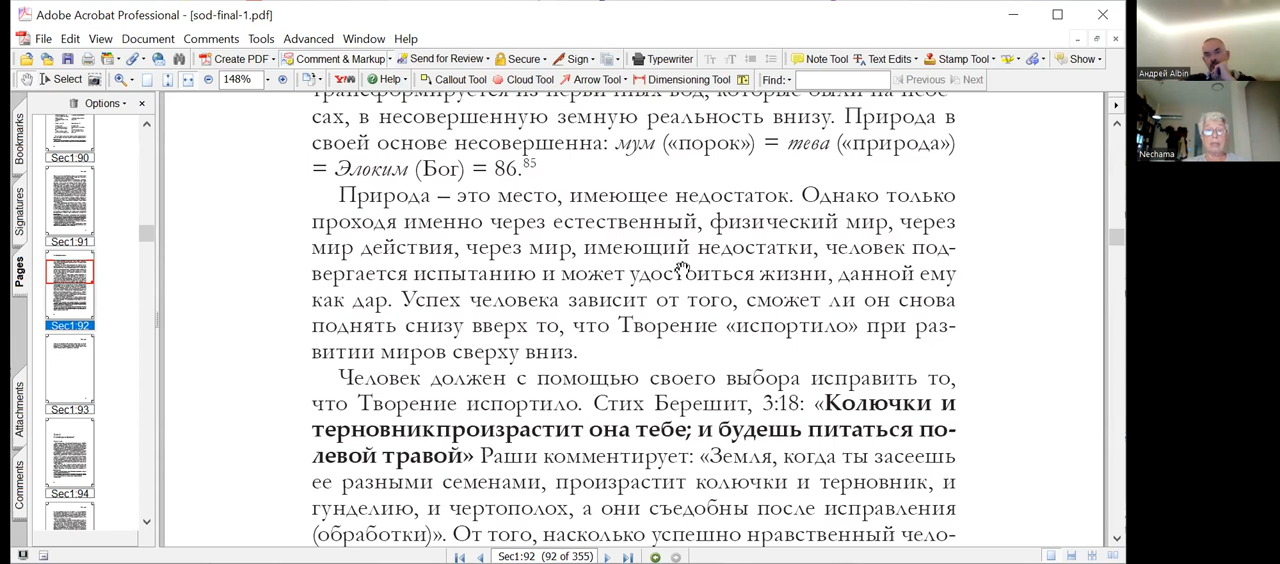 Adobe Acrobat Professional - [sod-final-1.pdf]
File Edit View Document Comments Tools Advanced Window Help
Create PDF Comment & Markup Send for Review Secure Sign Typewriter Note Tool Text Edits Stamp Tool Show
Select 148% Help Callout Cloud Tool Arrow Tool Dimensioning Tool Find: Previous Next
Options
Bookmarks
Signatures
Pages
Attachments
Comments
Sec1:90
Sec1:91
Sec1:92
Sec1:93
Sec1:94
трансформируется из первичных вод, которые были на небе-
сах, в несовершенную земную реальность внизу. Природа в
своей основе несовершенна: мум («порок») = тева («природа»)
= Элоким (Бог) = 86.85
Природа – это место, имеющее недостаток. Однако только
проходя именно через естественный, физический мир, через
мир действия, через мир, имеющий недостатки, человек под-
вергается испытанию и может удостоиться жизни, данной ему
как дар. Успех человека зависит от того, сможет ли он снова
поднять снизу вверх то, что Творение «испортило» при раз-
витии миров сверху вниз.
Человек должен с помощью своего выбора исправить то,
что Творение испортило. Стих Берешит, 3:18: «Колючки и
терновникпроизрастит она тебе; и будешь питаться по-
левой травой» Раши комментирует: «Земля, когда ты засеешь
ее разными семенами, произрастит колючки и терновник, и
гунделию, и чертополох, а они съедобны после исправления
(обработки)». От того, насколько успешно нравственный чело-
Sec1:92 (92 of 355)
Андрей Albin
Nechama